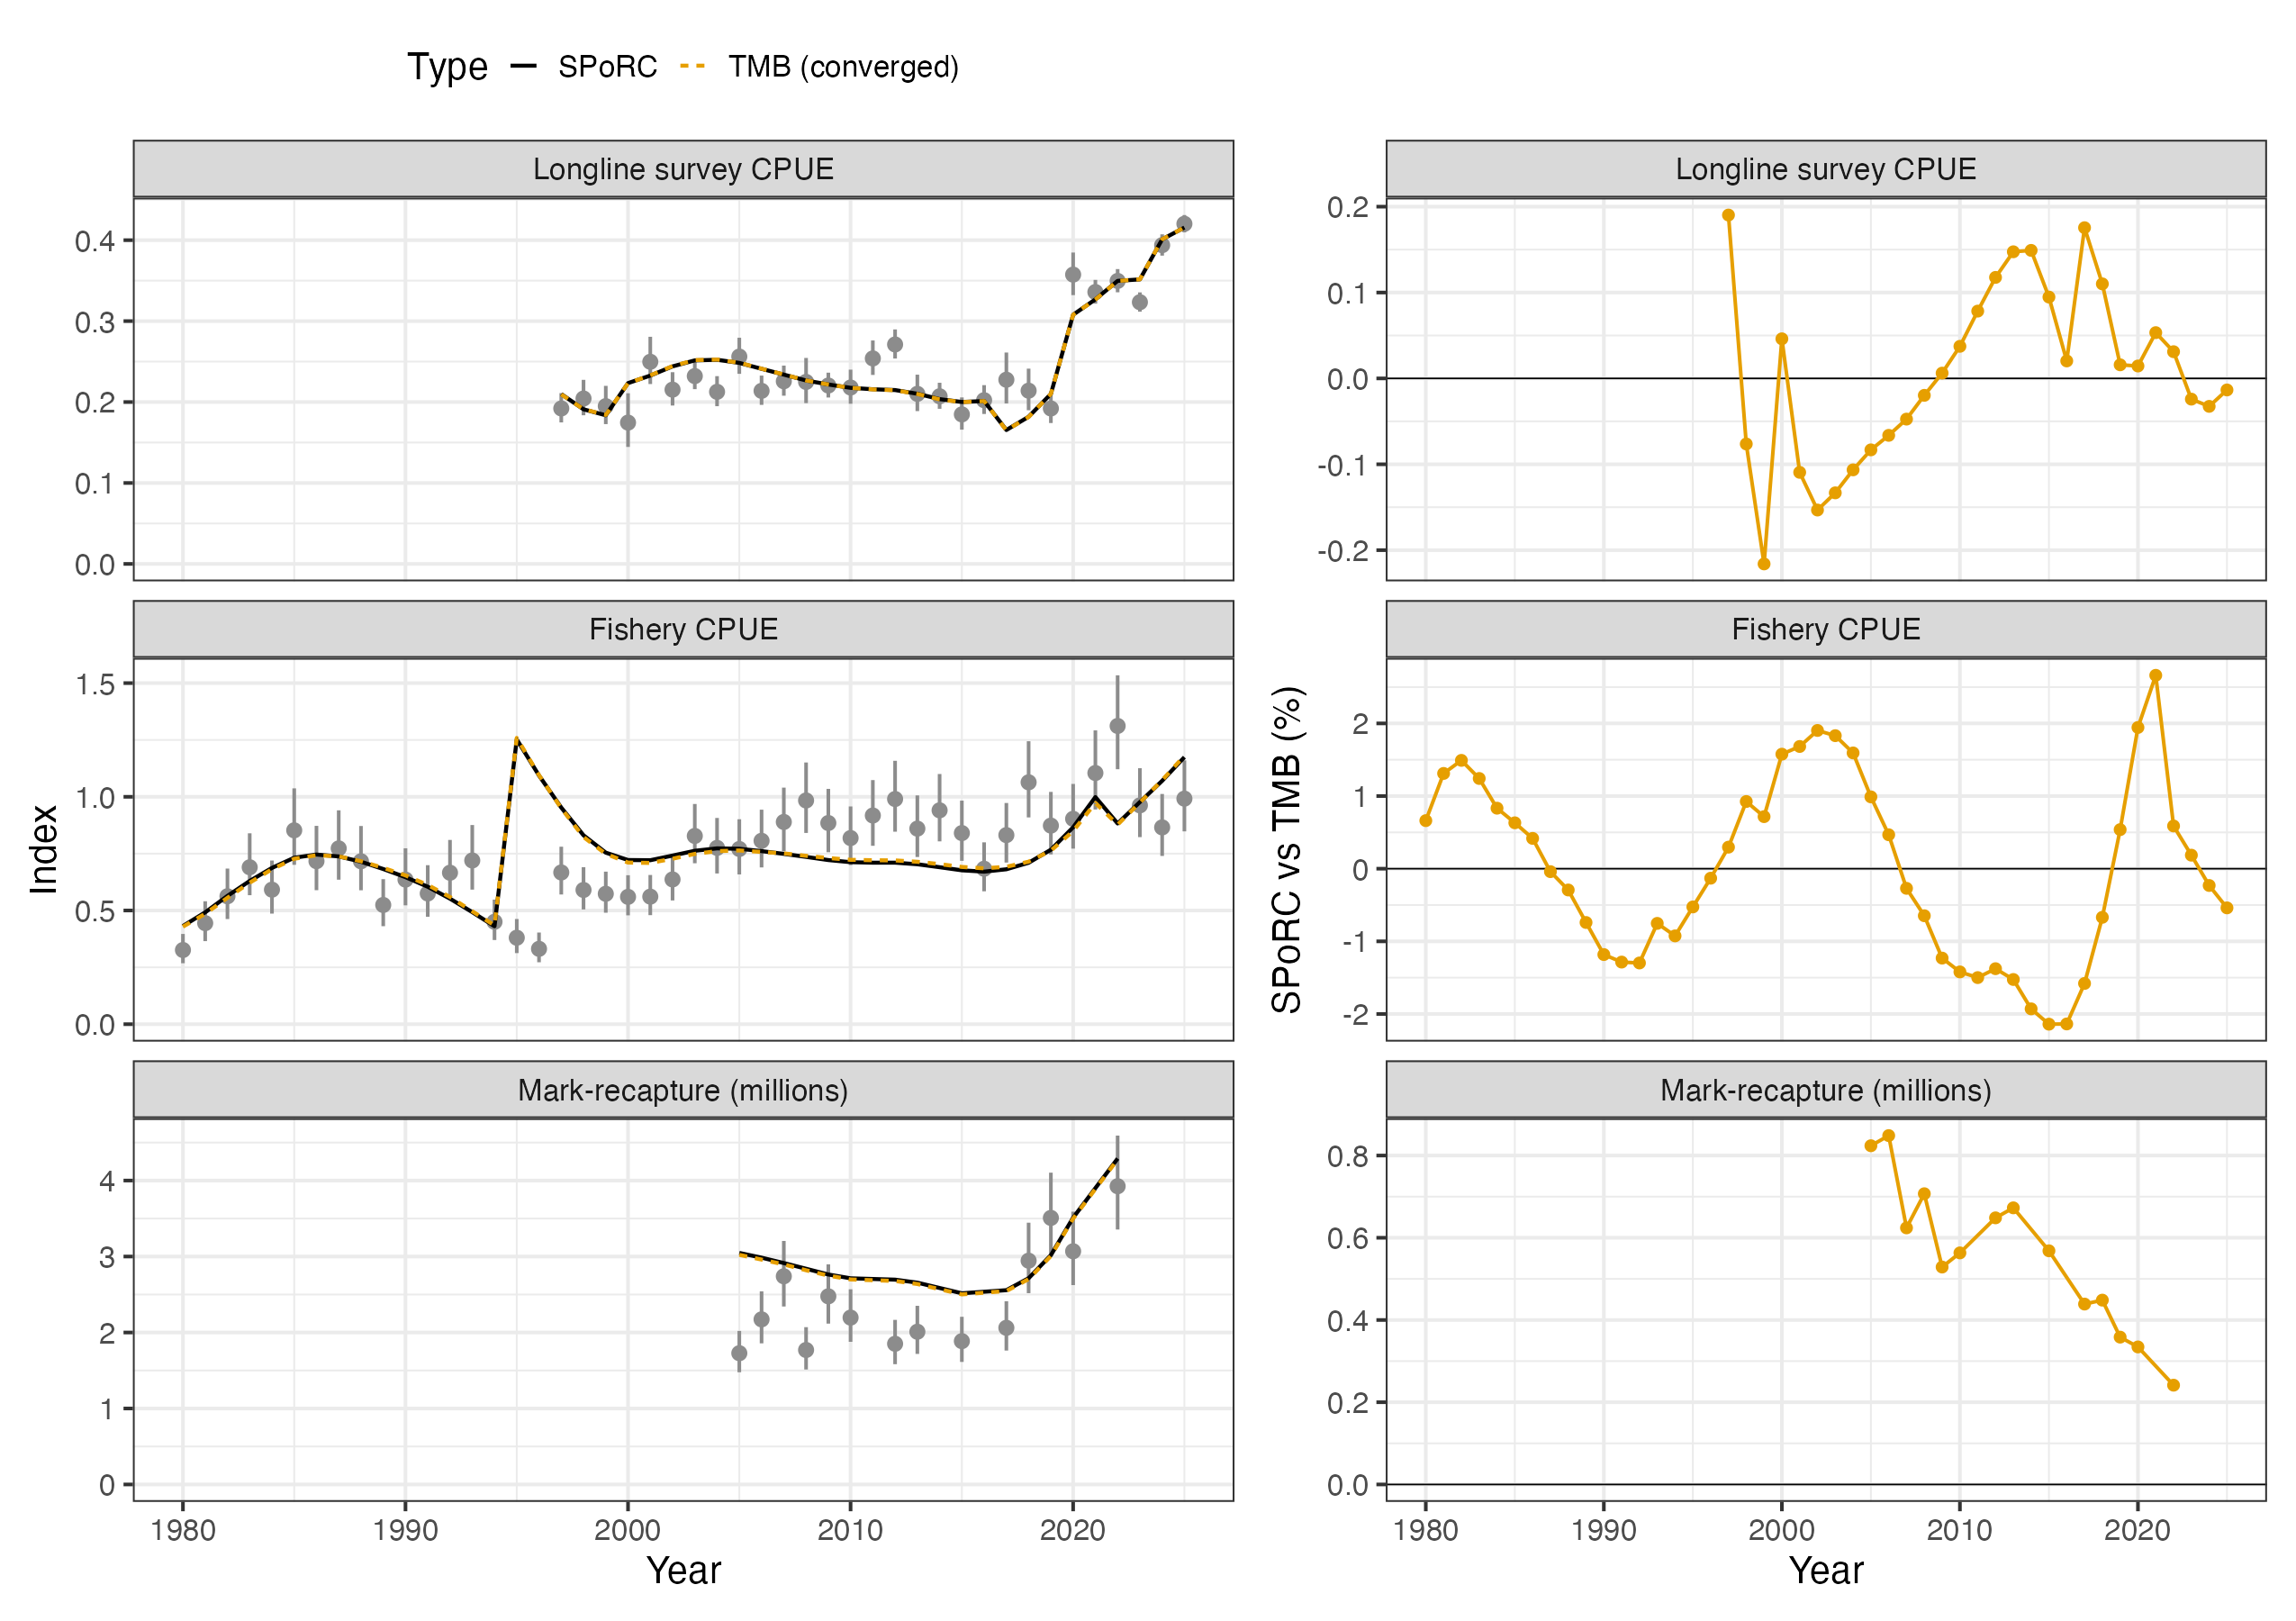 Type SPoRC TMB (converged)
Longline survey CPUE
0.4
0.3
0.2
0.1
0.0
Fishery CPUE
1.5
1.0
0.5
0.0
Mark-recapture (millions)
4
3
2
1
0
1980 1990 2000 2010 2020
Year
Index
Longline survey CPUE
0.2
0.1
0.0
-0.1
-0.2
Fishery CPUE
2
1
0
-1
-2
Mark-recapture (millions)
0.8
0.6
0.4
0.2
0.0
1980 1990 2000 2010 2020
Year
SPoRC vs TMB (%)